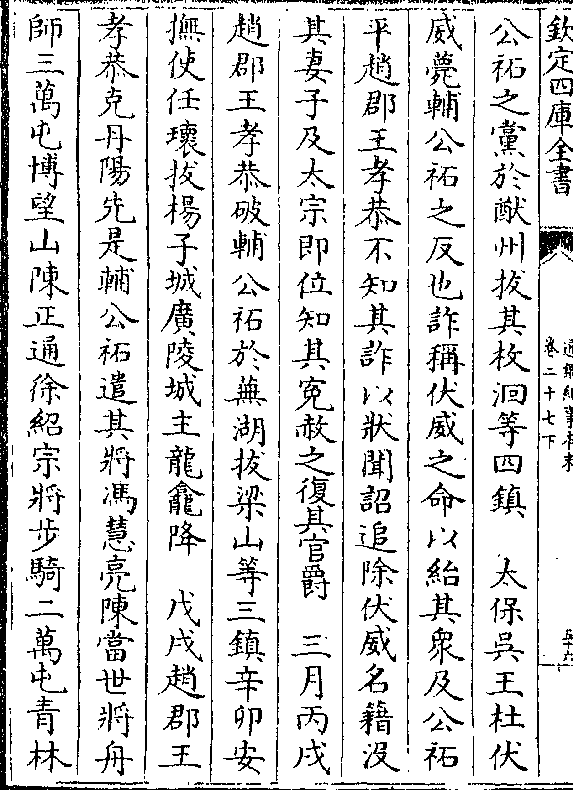 欽定四庫全書
通鑑紀事本末
卷二十七下
五十六
公祏之黨於猷州拔其枚洄等四鎮　太保吳王杜伏
威薨輔公祏之反也詐稱伏威之命以紿其衆及公祏
平趙郡王孝恭不知其詐以狀聞詔追除伏威名籍没
其妻子及太宗即位知其冤赦之復其官爵　三月丙戌
趙郡王孝恭破輔公祏於蕪湖拔梁山等三鎮辛卯安
撫使任瓌拔楊子城廣陵城主龍龕降　戊戌趙郡王
孝恭克丹陽先是輔公祏遣其將馮慧亮陳當世將舟
師三萬屯博望山陳正通徐紹宗將步騎二萬屯青林